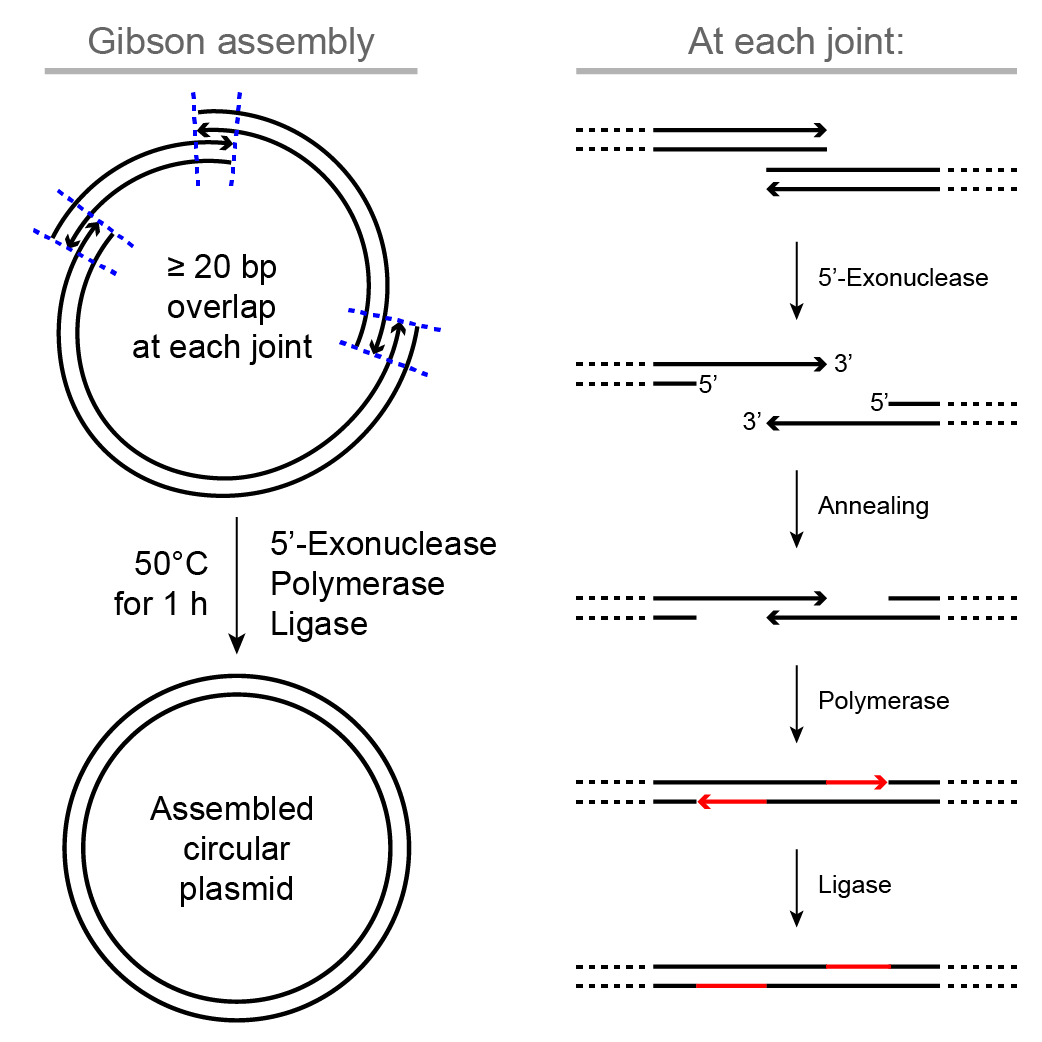 Gibson assembly
≥ 20 bp
overlap
at each joint
50°C
for 1 h
5’-Exonuclease
Polymerase
Ligase
Assembled
circular
plasmid
At each joint:
5’-Exonuclease
3’
5’
5’
3’
Annealing
Polymerase
Ligase